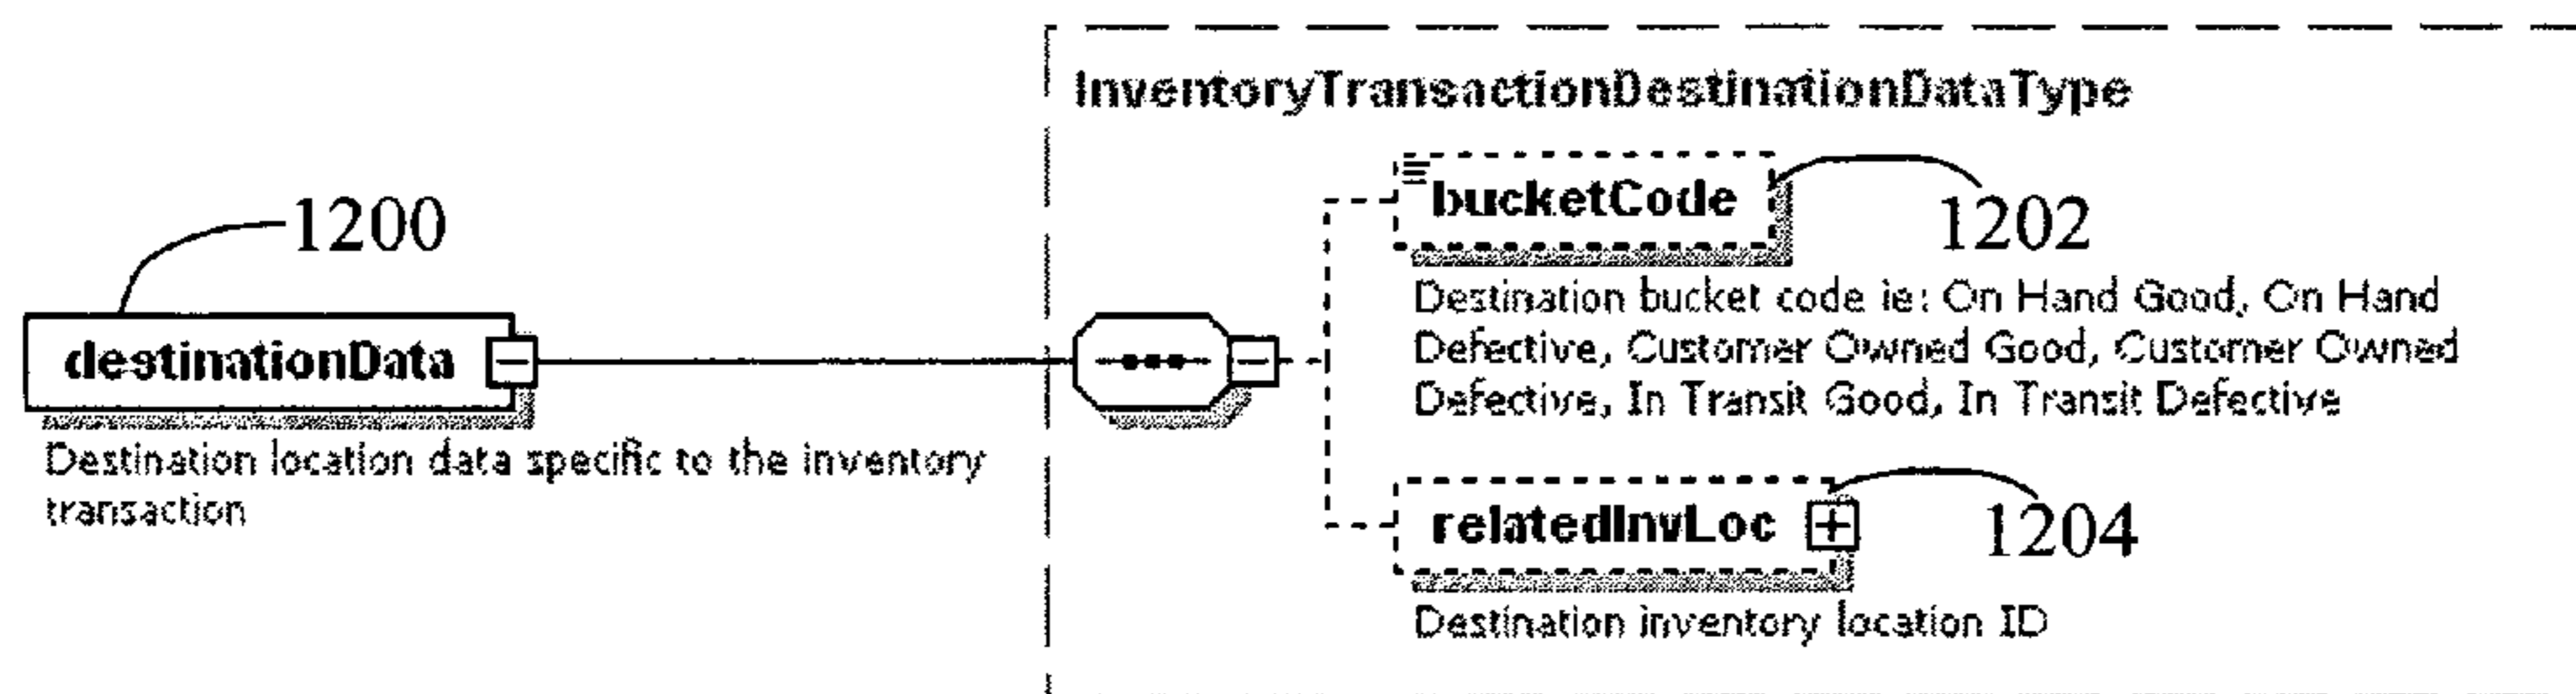 InventoryTransactionDestinationDataType
bucketCode
1202
1200
Destination bucket code ie: On Hand Good, On Hand
Defective, Customer Owned Good, Customer Owned
Defective, In Transit Good, In Transit Defective
destinationData
Destination location data specific to the inventory
transaction
relatedInvLoc
1204
Destination inventory location ID